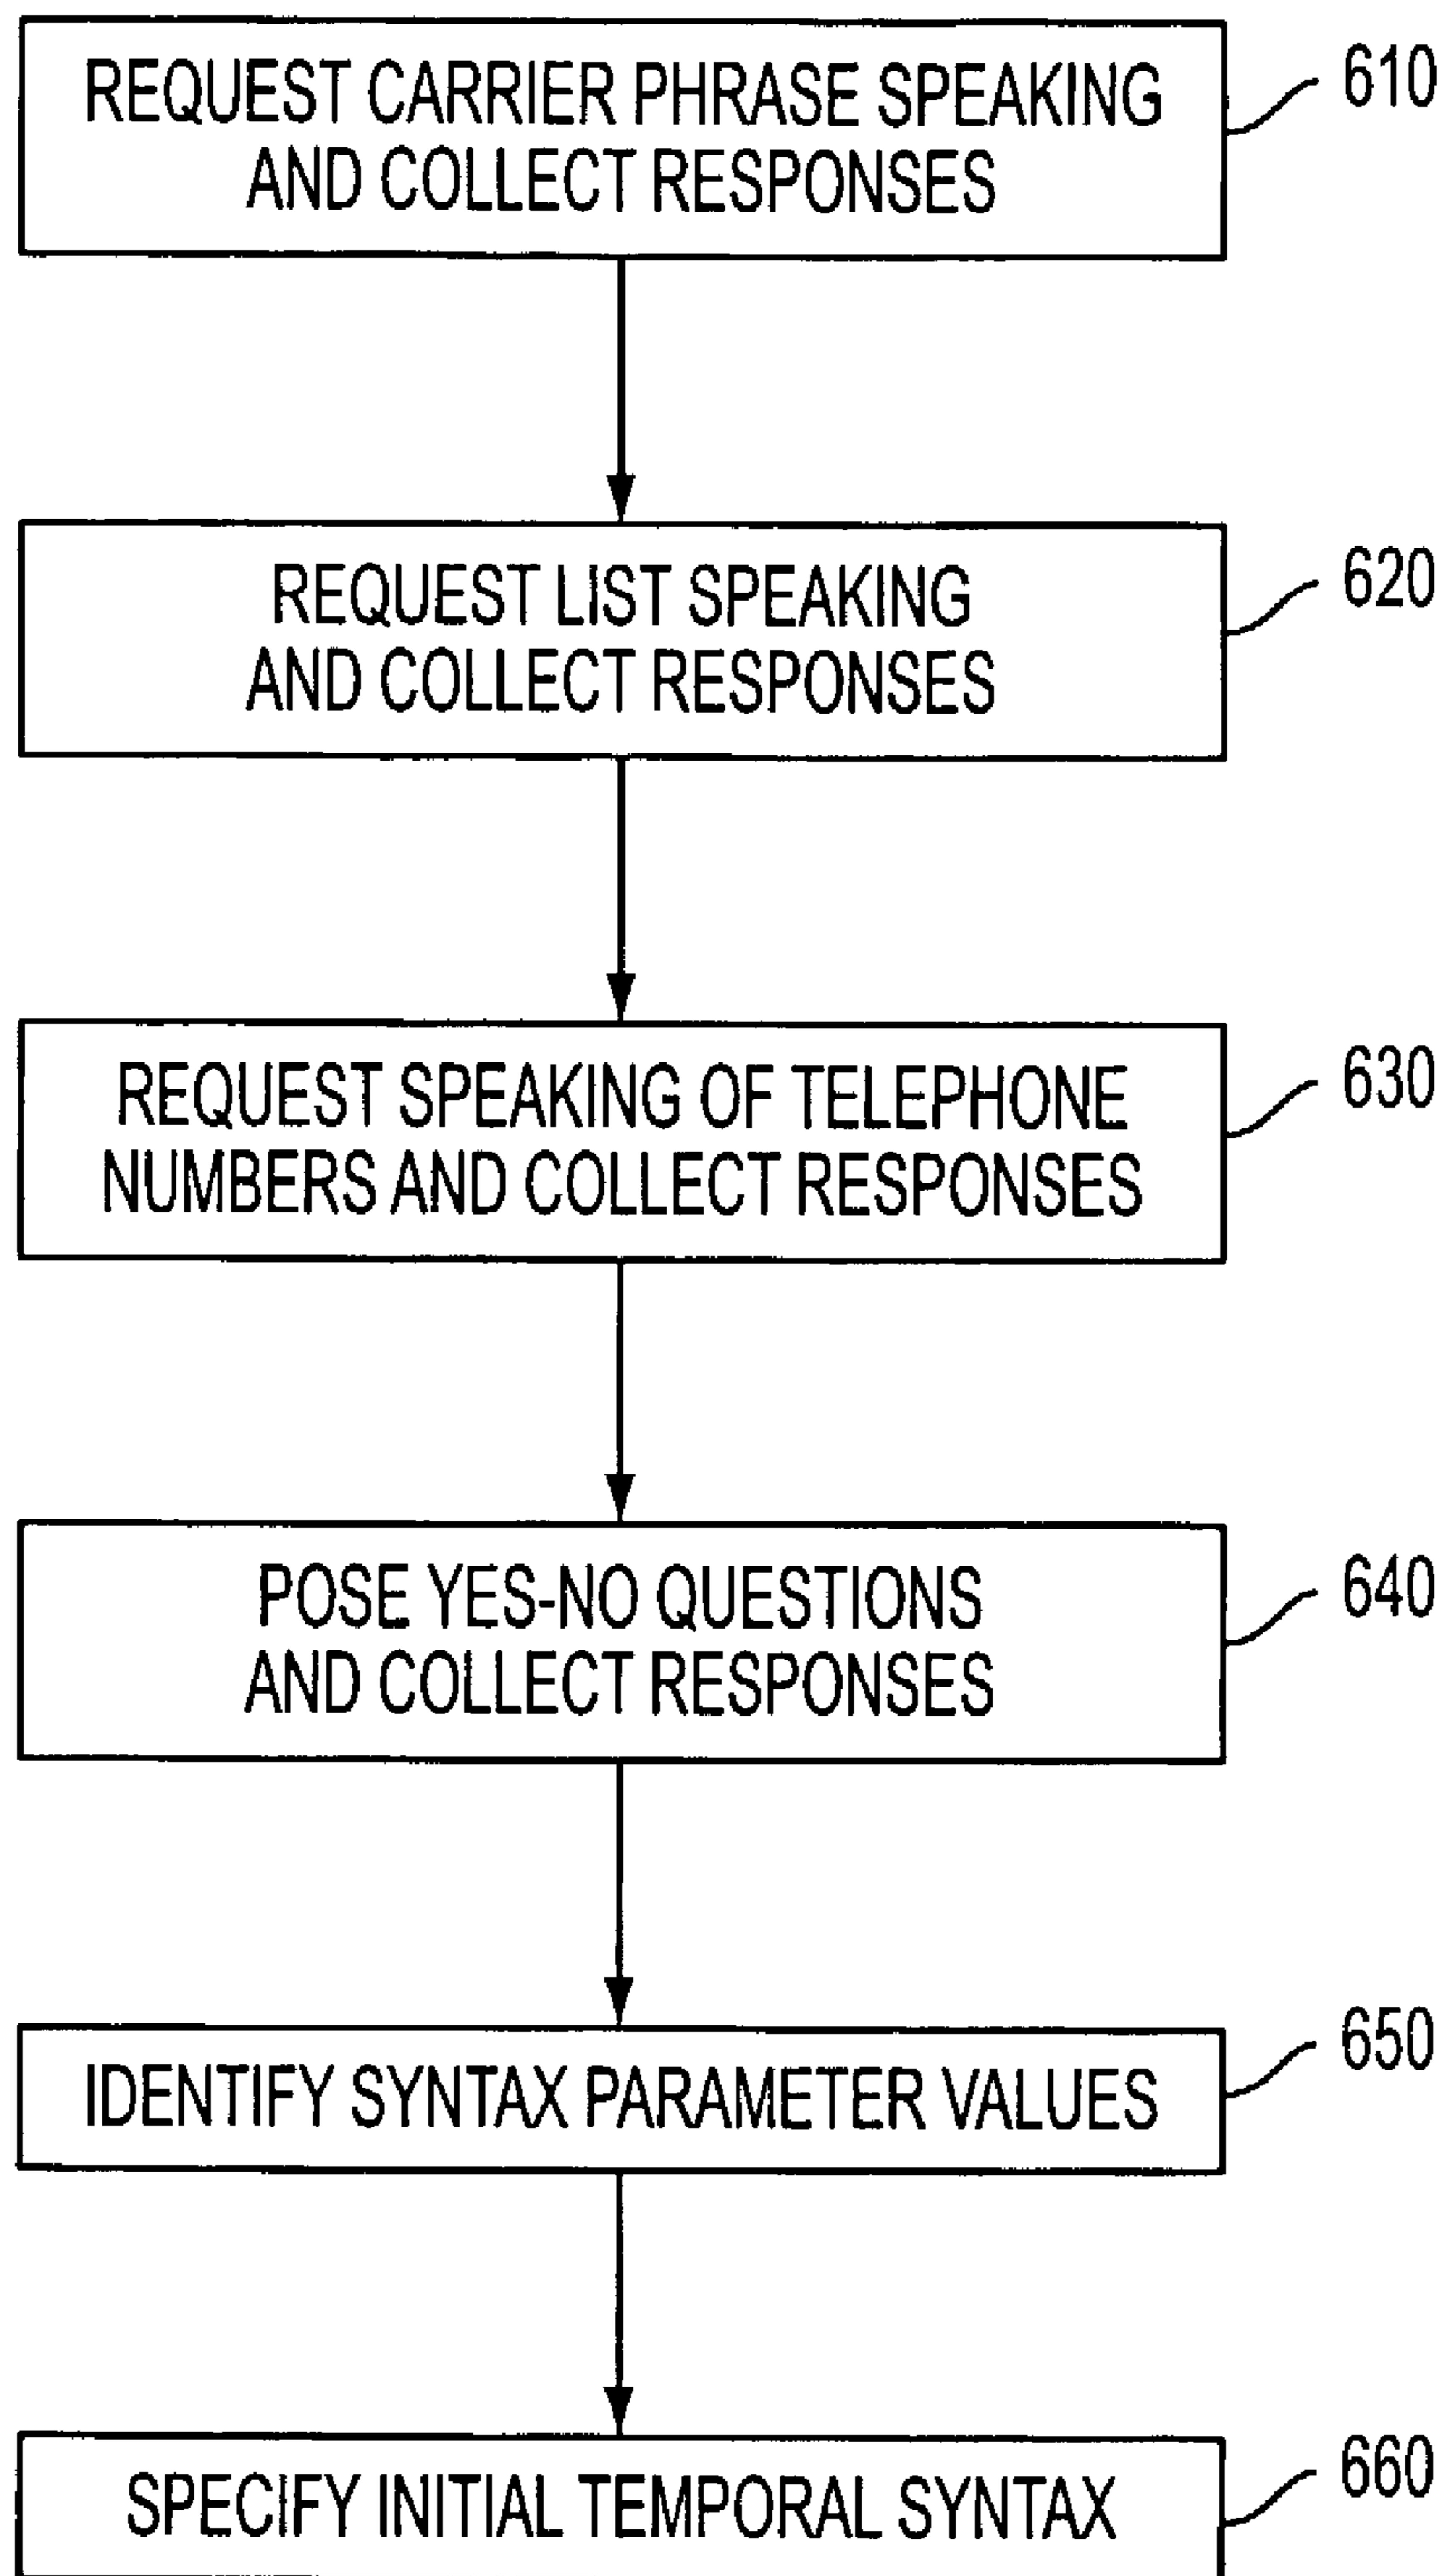 REQUEST CARRIER PHRASE SPEAKING
AND COLLECT RESPONSES
610
REQUEST LIST SPEAKING
AND COLLECT RESPONSES
620
REQUEST SPEAKING OF TELEPHONE
NUMBERS AND COLLECT RESPONSES
630
POSE YES-NO QUESTIONS
AND COLLECT RESPONSES
640
IDENTIFY SYNTAX PARAMETER VALUES
650
SPECIFY INITIAL TEMPORAL SYNTAX
660